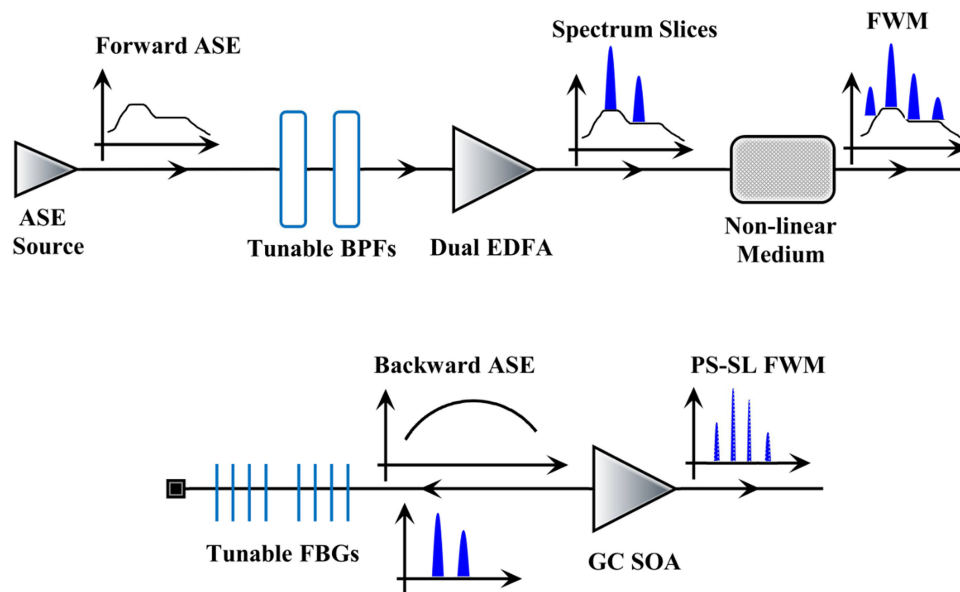 Forward ASE
Spectrum Slices
FWM
ASE
Source
Tunable BPFs
Dual EDFA
Non-linear
Medium
Backward ASE
PS-SL FWM
Tunable FBGs
GC SOA